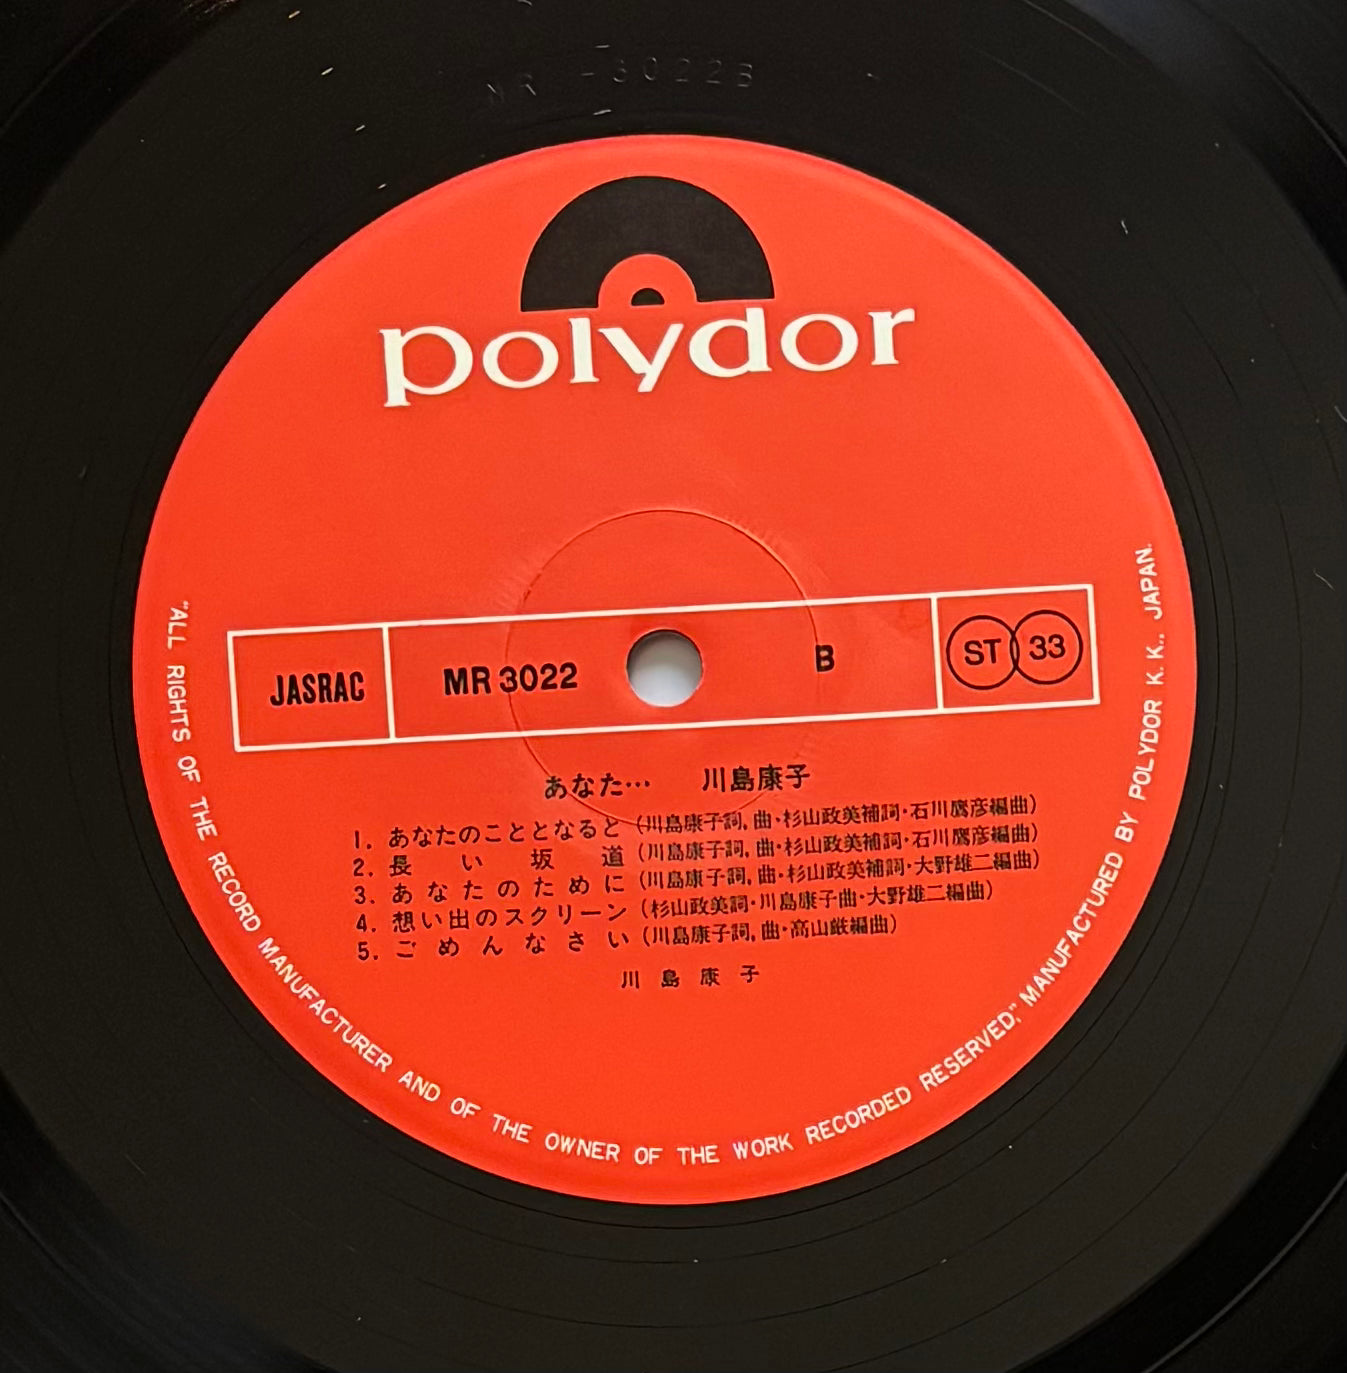 MR-3022B
polydor
JASRAC
MR 3022
B
ST 33
あなた… 川島康子
1. あなたのこととなると (川島康子詞, 曲・杉山政美補詞・石川鷹彦編曲)
2. 長い坂道 (川島康子詞, 曲・杉山政美補詞・石川鷹彦編曲)
3. あなたのために (川島康子詞, 曲・杉山政美補詞・大野雄二編曲)
4. 想い出のスクリーン (杉山政美詞・川島康子曲・大野雄二編曲)
5. ごめんなさい (川島康子詞, 曲・高山厳編曲)
川島康子
"ALL RIGHTS OF THE RECORD MANUFACTURER AND OF THE OWNER OF THE WORK RECORDED RESERVED," MANUFACTURED BY POLYDOR K. K., JAPAN.